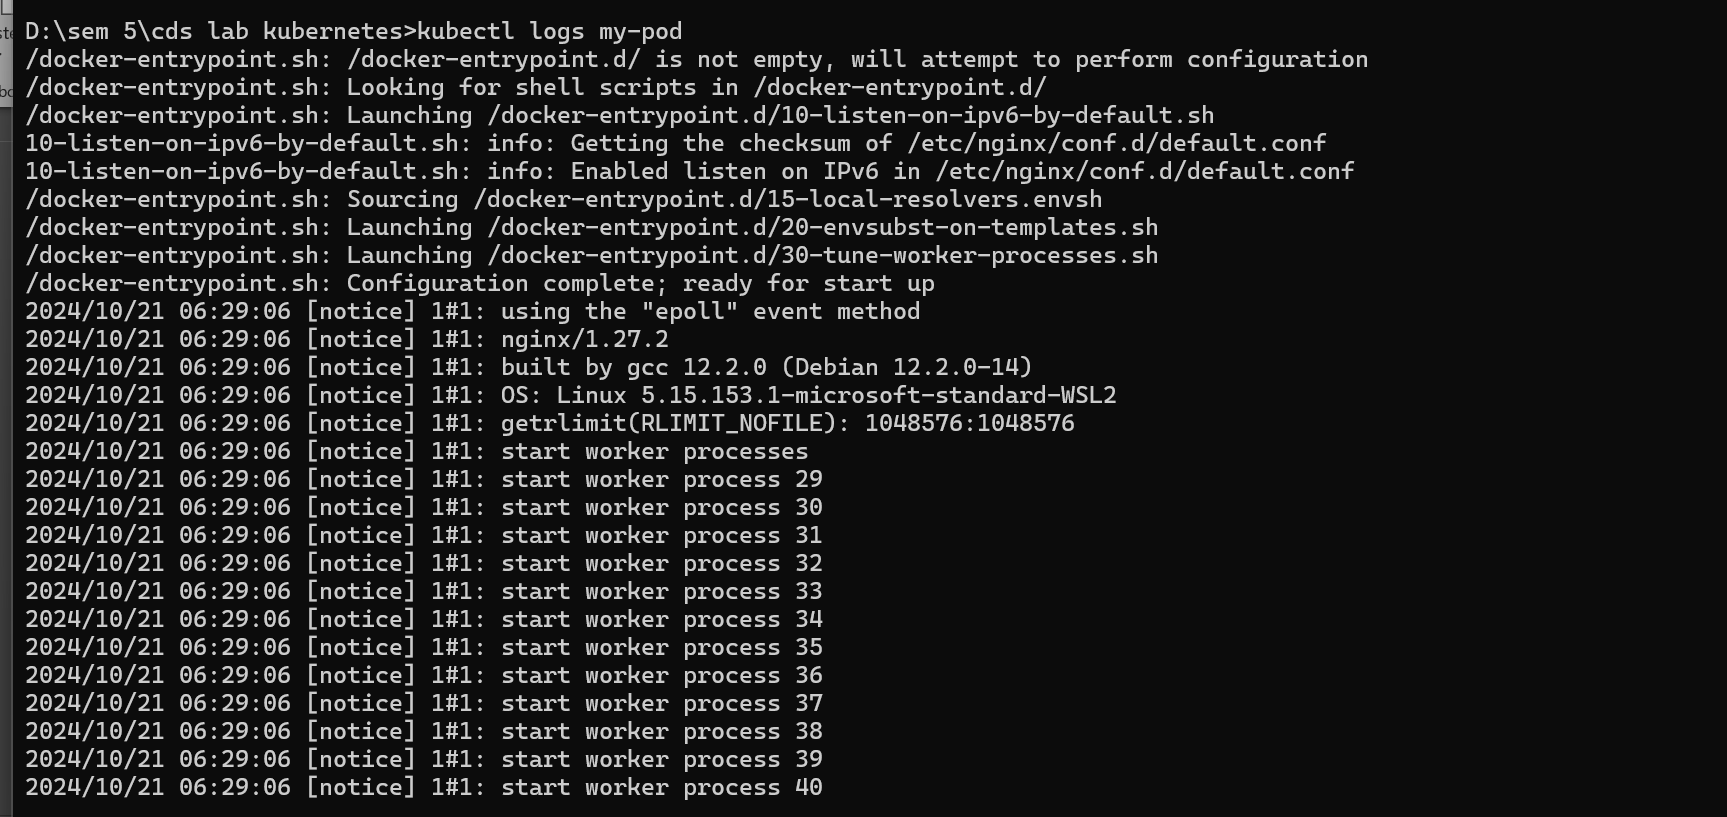 D:\sem 5\cds lab kubernetes>kubectl logs my-pod
/docker-entrypoint.sh: /docker-entrypoint.d/ is not empty, will attempt to perform configuration
/docker-entrypoint.sh: Looking for shell scripts in /docker-entrypoint.d/
/docker-entrypoint.sh: Launching /docker-entrypoint.d/10-listen-on-ipv6-by-default.sh
10-listen-on-ipv6-by-default.sh: info: Getting the checksum of /etc/nginx/conf.d/default.conf
10-listen-on-ipv6-by-default.sh: info: Enabled listen on IPv6 in /etc/nginx/conf.d/default.conf
/docker-entrypoint.sh: Sourcing /docker-entrypoint.d/15-local-resolvers.envsh
/docker-entrypoint.sh: Launching /docker-entrypoint.d/20-envsubst-on-templates.sh
/docker-entrypoint.sh: Launching /docker-entrypoint.d/30-tune-worker-processes.sh
/docker-entrypoint.sh: Configuration complete; ready for start up
2024/10/21 06:29:06 [notice] 1#1: using the "epoll" event method
2024/10/21 06:29:06 [notice] 1#1: nginx/1.27.2
2024/10/21 06:29:06 [notice] 1#1: built by gcc 12.2.0 (Debian 12.2.0-14)
2024/10/21 06:29:06 [notice] 1#1: OS: Linux 5.15.153.1-microsoft-standard-WSL2
2024/10/21 06:29:06 [notice] 1#1: getrlimit(RLIMIT_NOFILE): 1048576:1048576
2024/10/21 06:29:06 [notice] 1#1: start worker processes
2024/10/21 06:29:06 [notice] 1#1: start worker process 29
2024/10/21 06:29:06 [notice] 1#1: start worker process 30
2024/10/21 06:29:06 [notice] 1#1: start worker process 31
2024/10/21 06:29:06 [notice] 1#1: start worker process 32
2024/10/21 06:29:06 [notice] 1#1: start worker process 33
2024/10/21 06:29:06 [notice] 1#1: start worker process 34
2024/10/21 06:29:06 [notice] 1#1: start worker process 35
2024/10/21 06:29:06 [notice] 1#1: start worker process 36
2024/10/21 06:29:06 [notice] 1#1: start worker process 37
2024/10/21 06:29:06 [notice] 1#1: start worker process 38
2024/10/21 06:29:06 [notice] 1#1: start worker process 39
2024/10/21 06:29:06 [notice] 1#1: start worker process 40